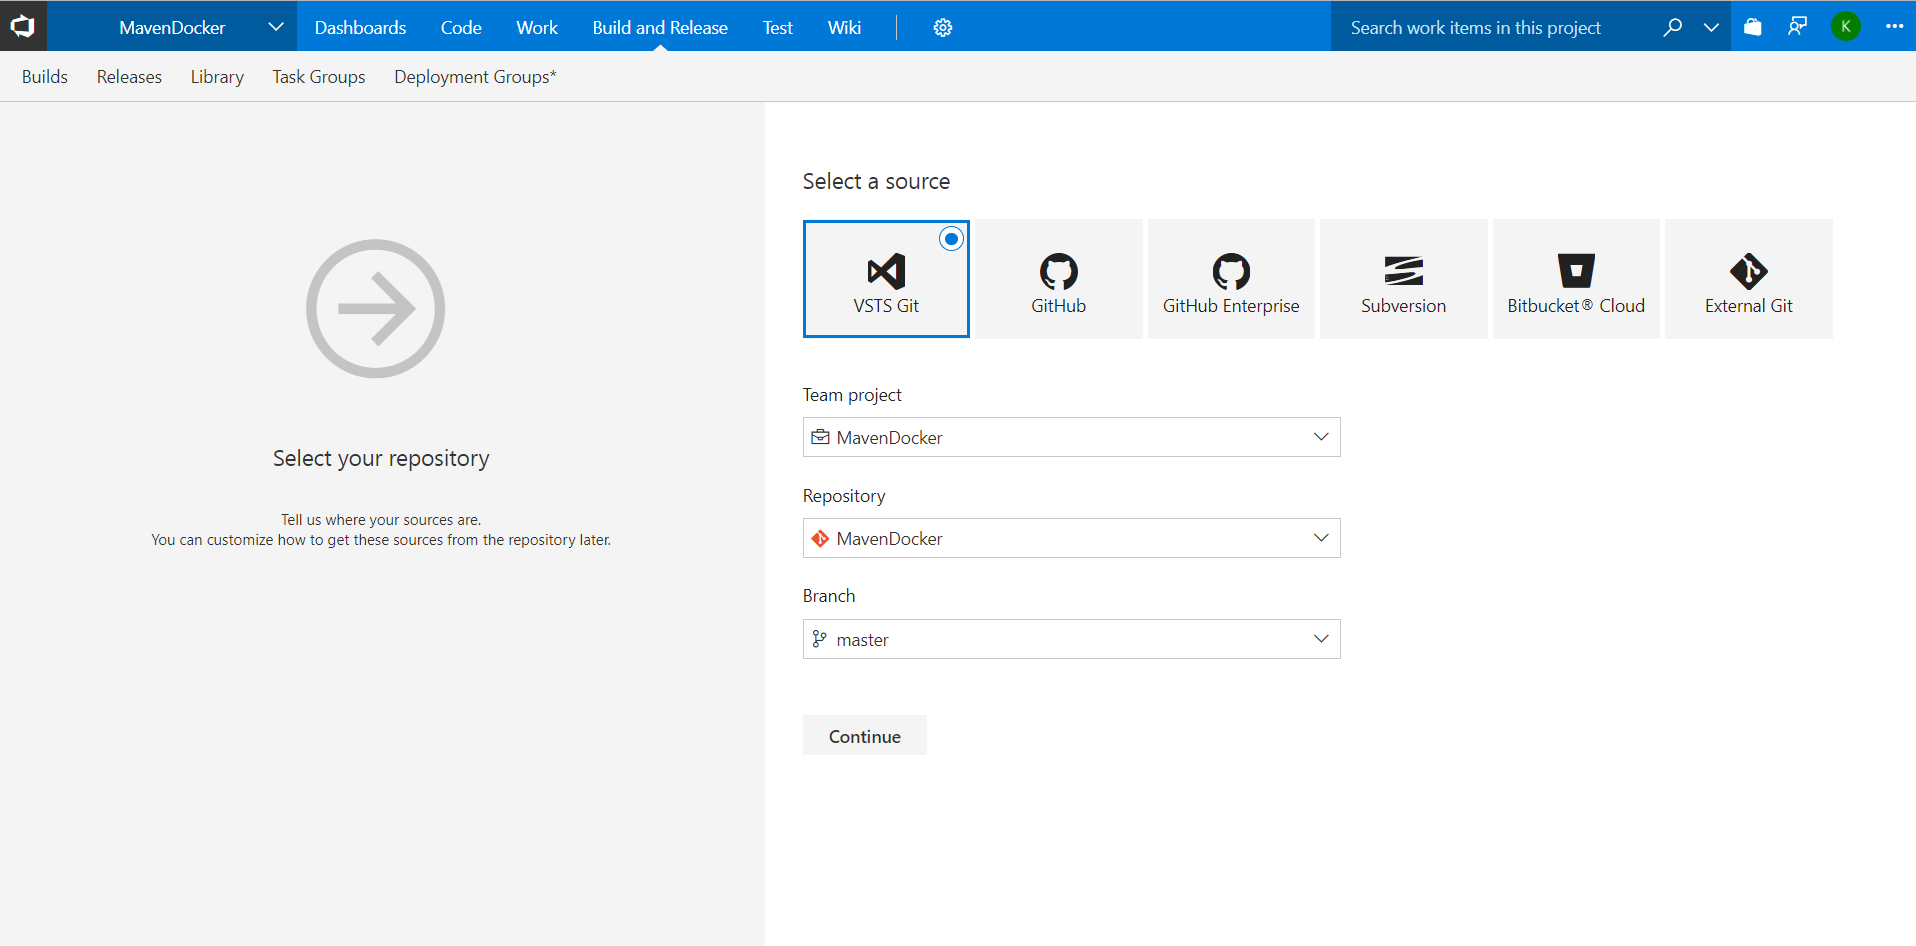 MavenDocker Dashboards Code Work Build and Release Test Wiki Search work items in this project K
Builds Releases Library Task Groups Deployment Groups*
Select your repository
Tell us where your sources are.
You can customize how to get these sources from the repository later.
Select a source
VSTS Git GitHub GitHub Enterprise Subversion Bitbucket® Cloud External Git
Team project
MavenDocker
Repository
MavenDocker
Branch
master
Continue